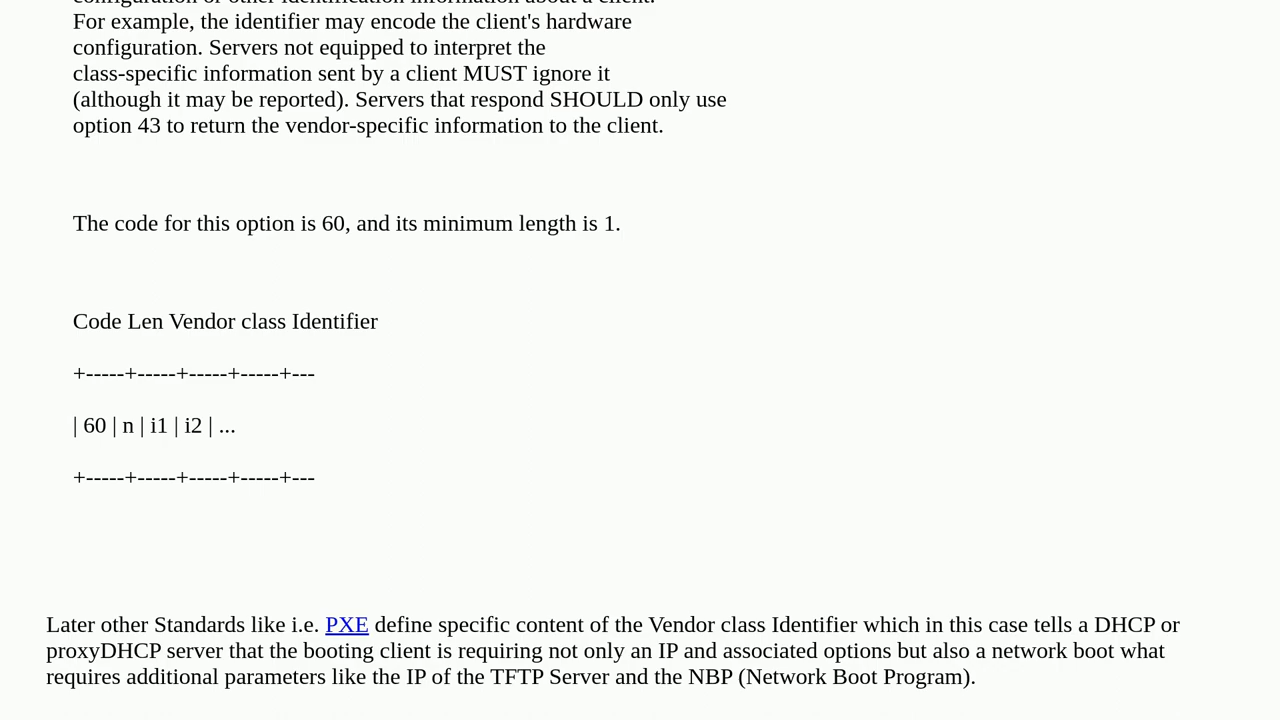 For example, the identifier may encode the client's hardware
configuration. Servers not equipped to interpret the
class-specific information sent by a client MUST ignore it
(although it may be reported). Servers that respond SHOULD only use
option 43 to return the vendor-specific information to the client.
The code for this option is 60, and its minimum length is 1.
Code Len Vendor class Identifier
+-----+-----+-----+-----+---
| 60 | n | i1 | i2 | ...
+-----+-----+-----+-----+---
Later other Standards like i.e. PXE define specific content of the Vendor class Identifier which in this case tells a DHCP or
proxyDHCP server that the booting client is requiring not only an IP and associated options but also a network boot what
requires additional parameters like the IP of the TFTP Server and the NBP (Network Boot Program).